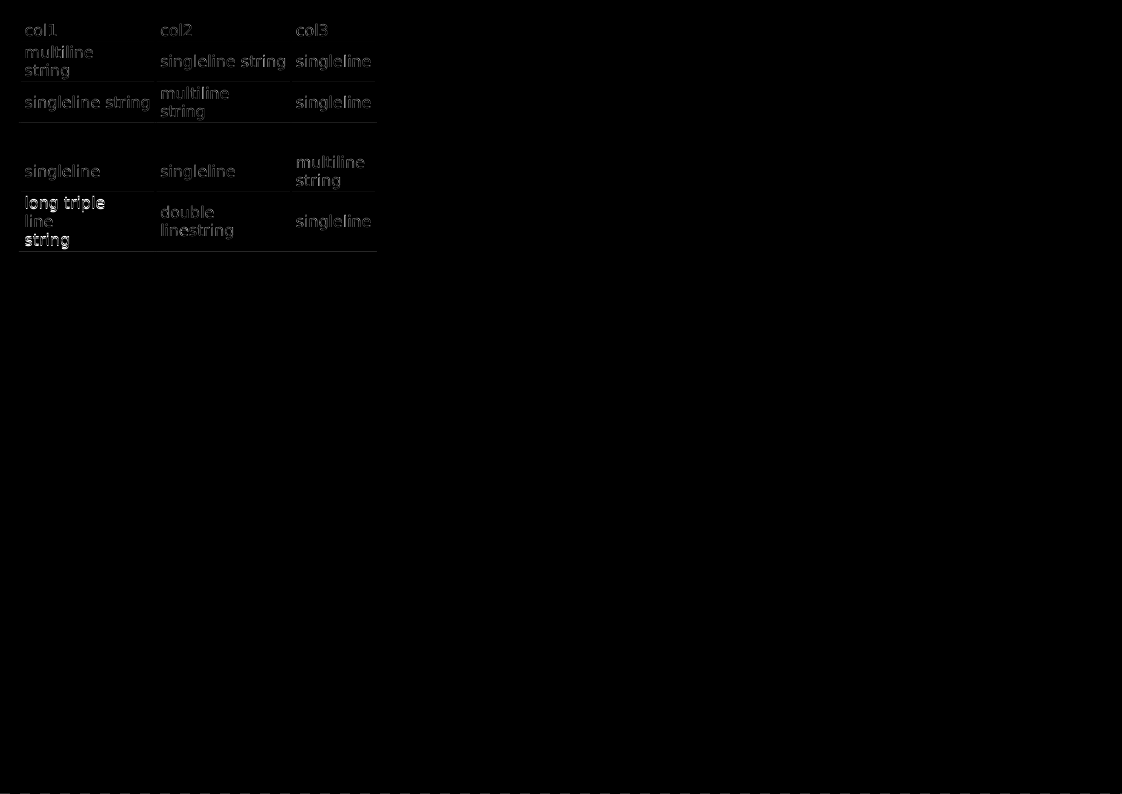 col1 col2 col3
multiline
string
singleline string
singleline
singleline string
multiline
string
singleline
singleline
singleline
multiline
string
long triple
line
string
double
linestring
singleline